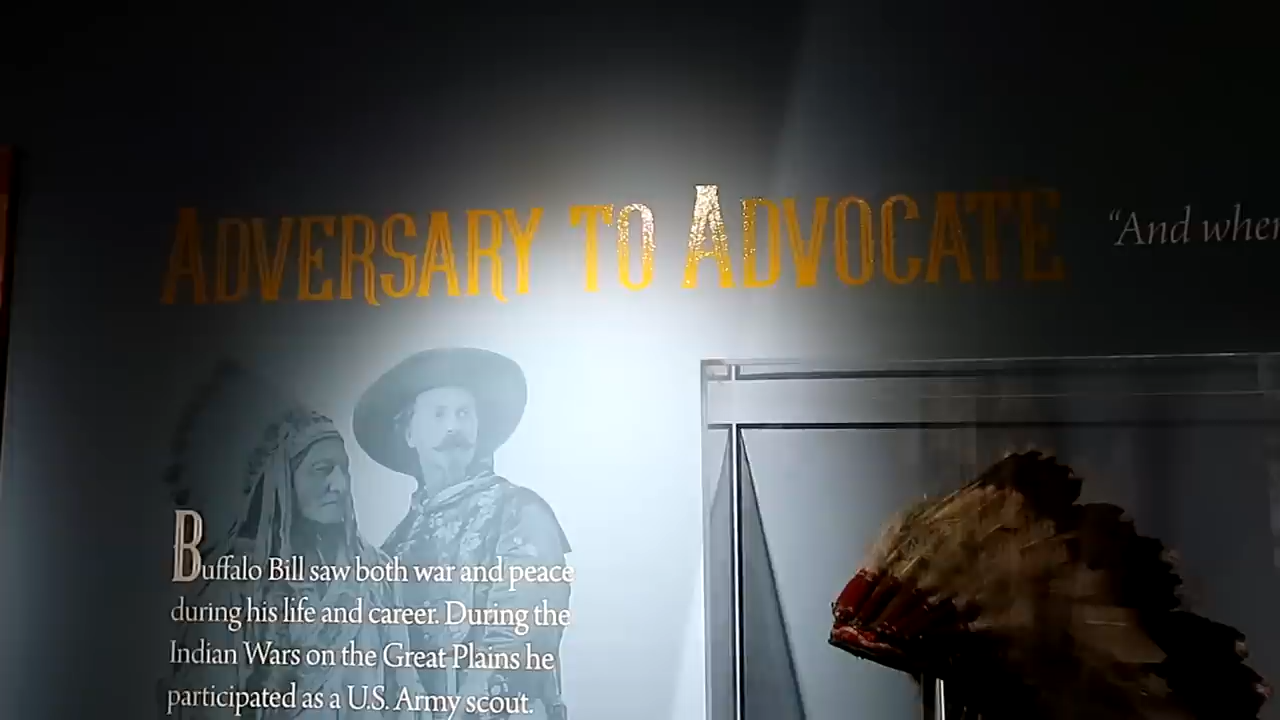 ADVERSARY TO ADVOCATE
“And when
Buffalo Bill saw both war and peace
during his life and career. During the
Indian Wars on the Great Plains he
participated as a U.S. Army scout.